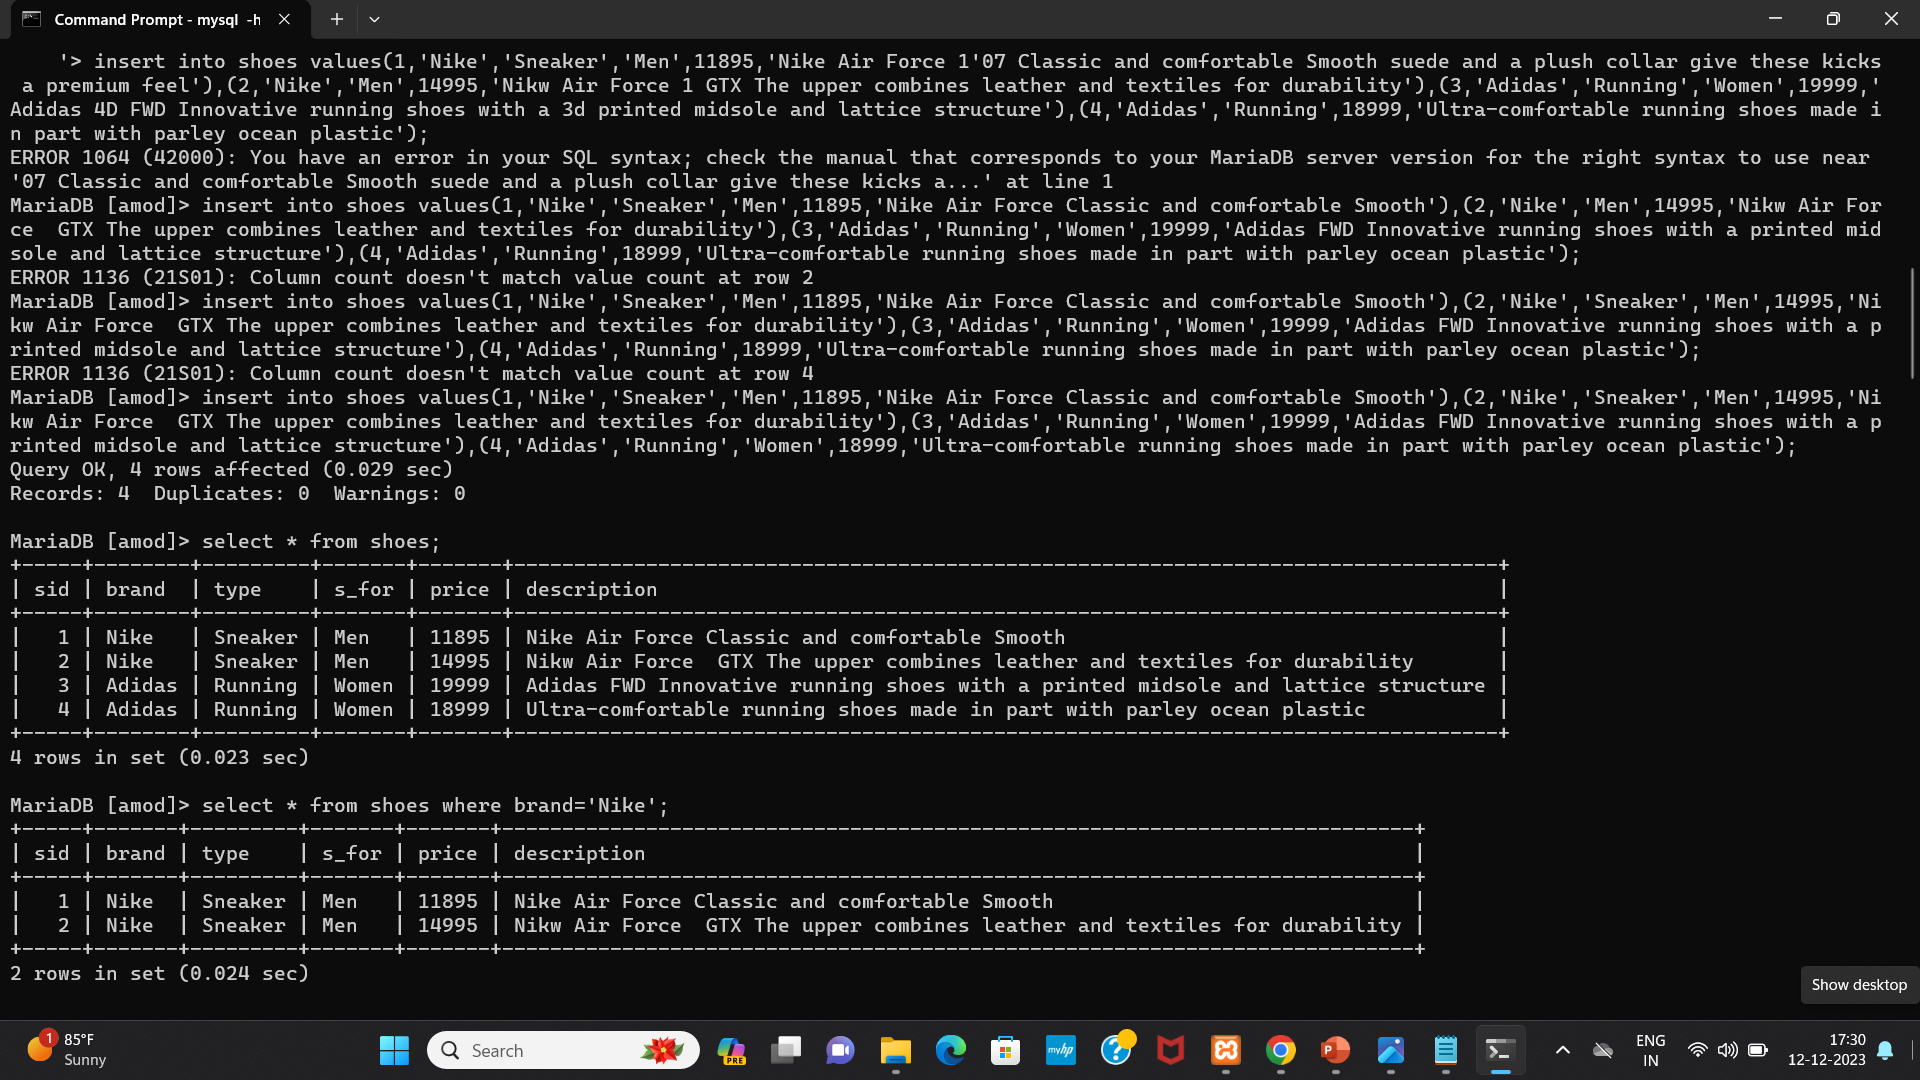 Command Prompt - mysql -h
'> insert into shoes values(1,'Nike','Sneaker','Men',11895,'Nike Air Force 1'07 Classic and comfortable Smooth suede and a plush collar give these kicks
a premium feel'),(2,'Nike','Men',14995,'Nikw Air Force 1 GTX The upper combines leather and textiles for durability'),(3,'Adidas','Running','Women',19999,'
Adidas 4D FWD Innovative running shoes with a 3d printed midsole and lattice structure'),(4,'Adidas','Running',18999,'Ultra-comfortable running shoes made i
n part with parley ocean plastic');
ERROR 1064 (42000): You have an error in your SQL syntax; check the manual that corresponds to your MariaDB server version for the right syntax to use near
'07 Classic and comfortable Smooth suede and a plush collar give these kicks a...' at line 1
MariaDB [amod]> insert into shoes values(1,'Nike','Sneaker','Men',11895,'Nike Air Force Classic and comfortable Smooth'),(2,'Nike','Men',14995,'Nikw Air For
ce  GTX The upper combines leather and textiles for durability'),(3,'Adidas','Running','Women',19999,'Adidas FWD Innovative running shoes with a printed mid
sole and lattice structure'),(4,'Adidas','Running',18999,'Ultra-comfortable running shoes made in part with parley ocean plastic');
ERROR 1136 (21S01): Column count doesn't match value count at row 2
MariaDB [amod]> insert into shoes values(1,'Nike','Sneaker','Men',11895,'Nike Air Force Classic and comfortable Smooth'),(2,'Nike','Sneaker','Men',14995,'Ni
kw Air Force  GTX The upper combines leather and textiles for durability'),(3,'Adidas','Running','Women',19999,'Adidas FWD Innovative running shoes with a p
rinted midsole and lattice structure'),(4,'Adidas','Running',18999,'Ultra-comfortable running shoes made in part with parley ocean plastic');
ERROR 1136 (21S01): Column count doesn't match value count at row 4
MariaDB [amod]> insert into shoes values(1,'Nike','Sneaker','Men',11895,'Nike Air Force Classic and comfortable Smooth'),(2,'Nike','Sneaker','Men',14995,'Ni
kw Air Force  GTX The upper combines leather and textiles for durability'),(3,'Adidas','Running','Women',19999,'Adidas FWD Innovative running shoes with a p
rinted midsole and lattice structure'),(4,'Adidas','Running','Women',18999,'Ultra-comfortable running shoes made in part with parley ocean plastic');
Query OK, 4 rows affected (0.029 sec)
Records: 4  Duplicates: 0  Warnings: 0
MariaDB [amod]> select * from shoes;
| sid | brand  | type    | s_for | price | description |
| 1 | Nike   | Sneaker | Men   | 11895 | Nike Air Force Classic and comfortable Smooth |
| 2 | Nike   | Sneaker | Men   | 14995 | Nikw Air Force  GTX The upper combines leather and textiles for durability |
| 3 | Adidas | Running | Women | 19999 | Adidas FWD Innovative running shoes with a printed midsole and lattice structure |
| 4 | Adidas | Running | Women | 18999 | Ultra-comfortable running shoes made in part with parley ocean plastic |
4 rows in set (0.023 sec)
MariaDB [amod]> select * from shoes where brand='Nike';
| sid | brand | type    | s_for | price | description |
| 1 | Nike  | Sneaker | Men   | 11895 | Nike Air Force Classic and comfortable Smooth |
| 2 | Nike  | Sneaker | Men   | 14995 | Nikw Air Force  GTX The upper combines leather and textiles for durability |
2 rows in set (0.024 sec)
Show desktop
1
85°F
Sunny
Search
PRE
myhp
P
ENG
IN
17:30
12-12-2023